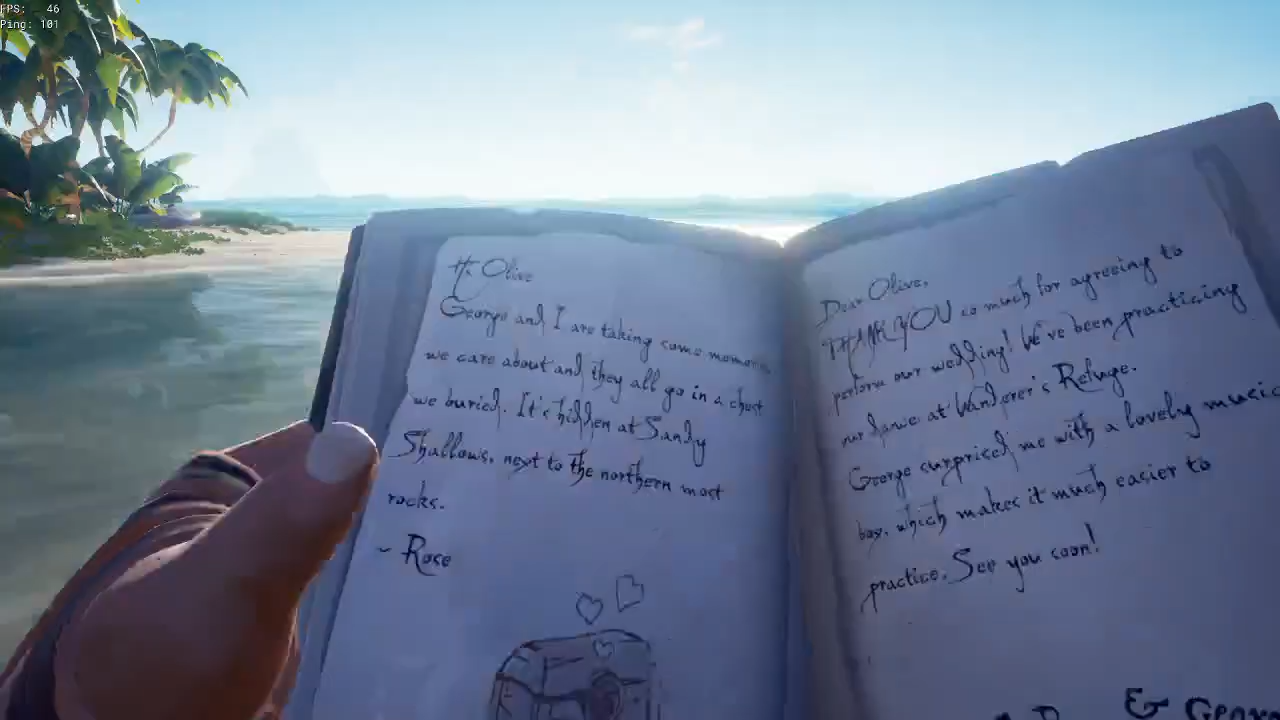 FPS: 46
Ping: 101
Hi Olive
George and I are taking some
we care about and they all go in a chest
we buried. It's hidden at Sandy
Shallows, next to the northern most
rocks.
~ Rose
Dear Olive,
THANK YOU so much for agreeing to
perform our wedding! We've been practicing
our dance at Wanderer's Refuge.
George surprised me with a lovely music
box, which makes it much easier to
practice. See you soon!
&